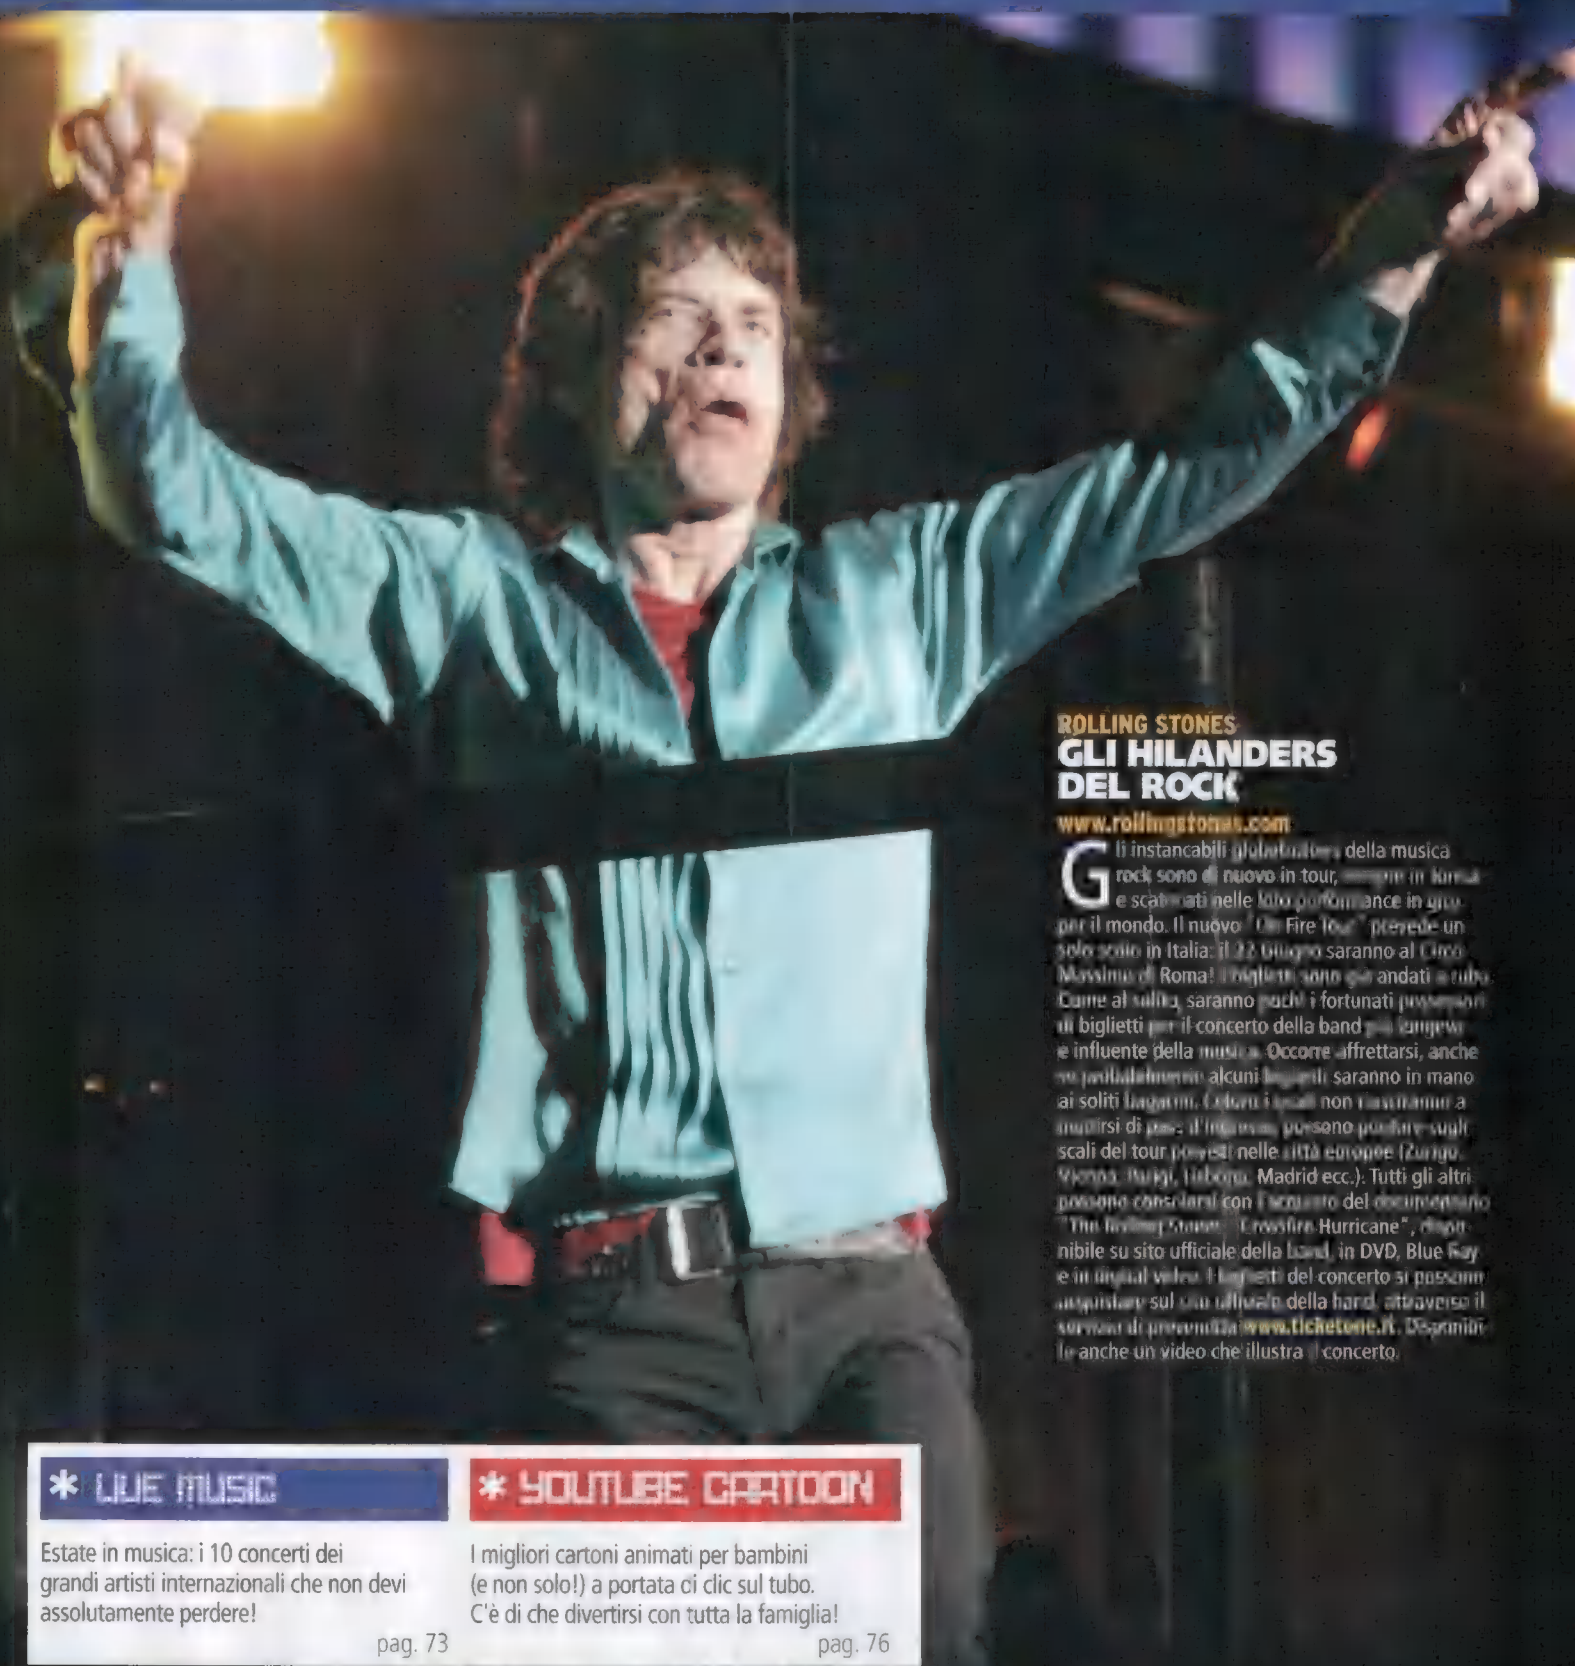 ROLLING STONES
GLI HILANDERS
DEL ROCK
www.rollingstones.com
Gli instancabili della musica
rock sono di nuovo in tour, sempre in forma
e scatenati nelle loro performance in giro
per il mondo. Il nuovo "On Fire Tour" prevede un
solo scalo in Italia: il 22 Giugno saranno al Circo
Massimo di Roma! I biglietti sono già andati a ruba.
Come al solito, saranno pochi i fortunati possessori
di biglietti per il concerto della band più longeva
e influente della musica. Occorre affrettarsi, anche
se probabilmente alcuni biglietti saranno in mano
ai soliti bagarini. Coloro i quali non riusciranno a
di pass d'ingresso, possono puntare sugli
scali del tour previsti nelle città europee (Zurigo,
Vienna, Parigi, Lisbona, Madrid ecc.). Tutti gli altri
possono consolarsi con l'acquisto del documentario
"The Rolling Stones Crossfire Hurricane", dispo-
nibile su sito ufficiale della band, in DVD, Blue Ray
e in digital video. I biglietti del concerto si possono
acquistare sul sito ufficiale della band, attraverso il
servizio di prevendita www.ticketone.it. Disponibi-
le anche un video che illustra il concerto.
* LIVE MUSIC
Estate in musica: i 10 concerti dei
grandi artisti internazionali che non devi
assolutamente perdere!
pag. 73
* YOUTUBE CARTOON
I migliori cartoni animati per bambini
(e non solo!) a portata di clic sul tubo.
C'è di che divertirsi con tutta la famiglia!
pag. 76